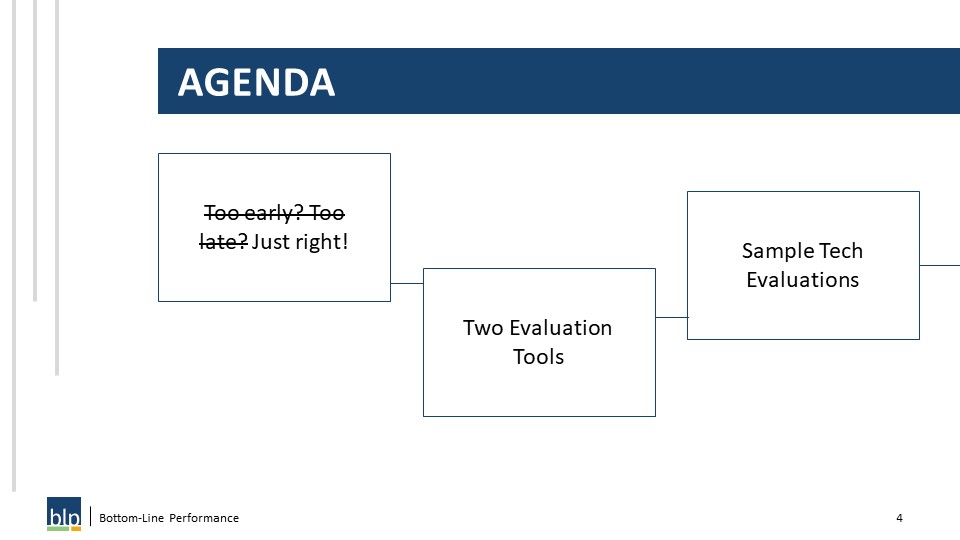 AGENDA
Too early? Too
late? Just right!
Two Evaluation
Tools
Sample Tech
Evaluations
blp
Bottom-Line Performance
4